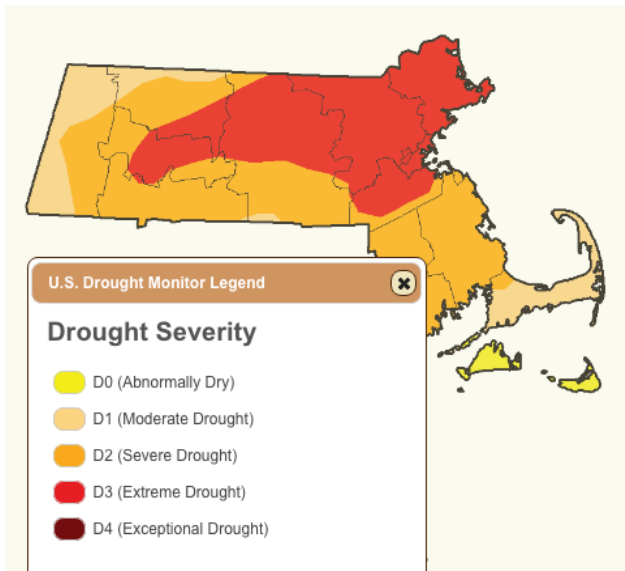 U.S. Drought Monitor Legend
Drought Severity
D0 (Abnormally Dry)
D1 (Moderate Drought)
D2 (Severe Drought)
D3 (Extreme Drought)
D4 (Exceptional Drought)